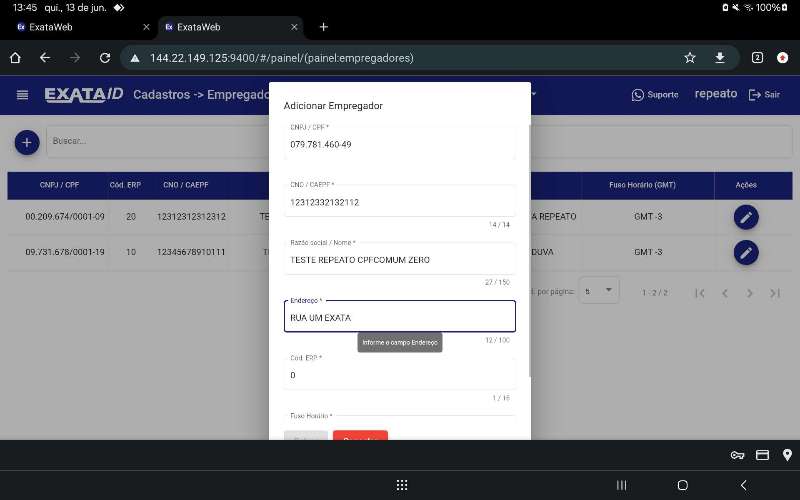 13:45 qui., 13 de jun.
100%
ExataWeb
ExataWeb
144.22.149.125:9400/#/painel/(painel:empregadores)
2
EXATA ID
Cadastros -> Empregado
Suporte
repeato
Sair
Buscar...
CNPJ / CPF
Cód. ERP
CNO / CAEPF
Fuso Horário (GMT)
Ações
00.209.674/0001-09
20
12312312312312
TE
A REPEATO
GMT -3
09.731.678/0001-19
10
12345678910111
DUVA
GMT -3
por página:
5
1 - 2 / 2
Adicionar Empregador
CNPJ / CPF *
079.781.460-49
CNO / CAEPF *
12312332132112
14 / 14
Razão social / Nome *
TESTE REPEATO CPFCOMUM ZERO
27 / 150
Endereço *
RUA UM EXATA
Informe o campo Endereço
12 / 100
Cod. ERP *
0
1 / 16
Fuso Horário *